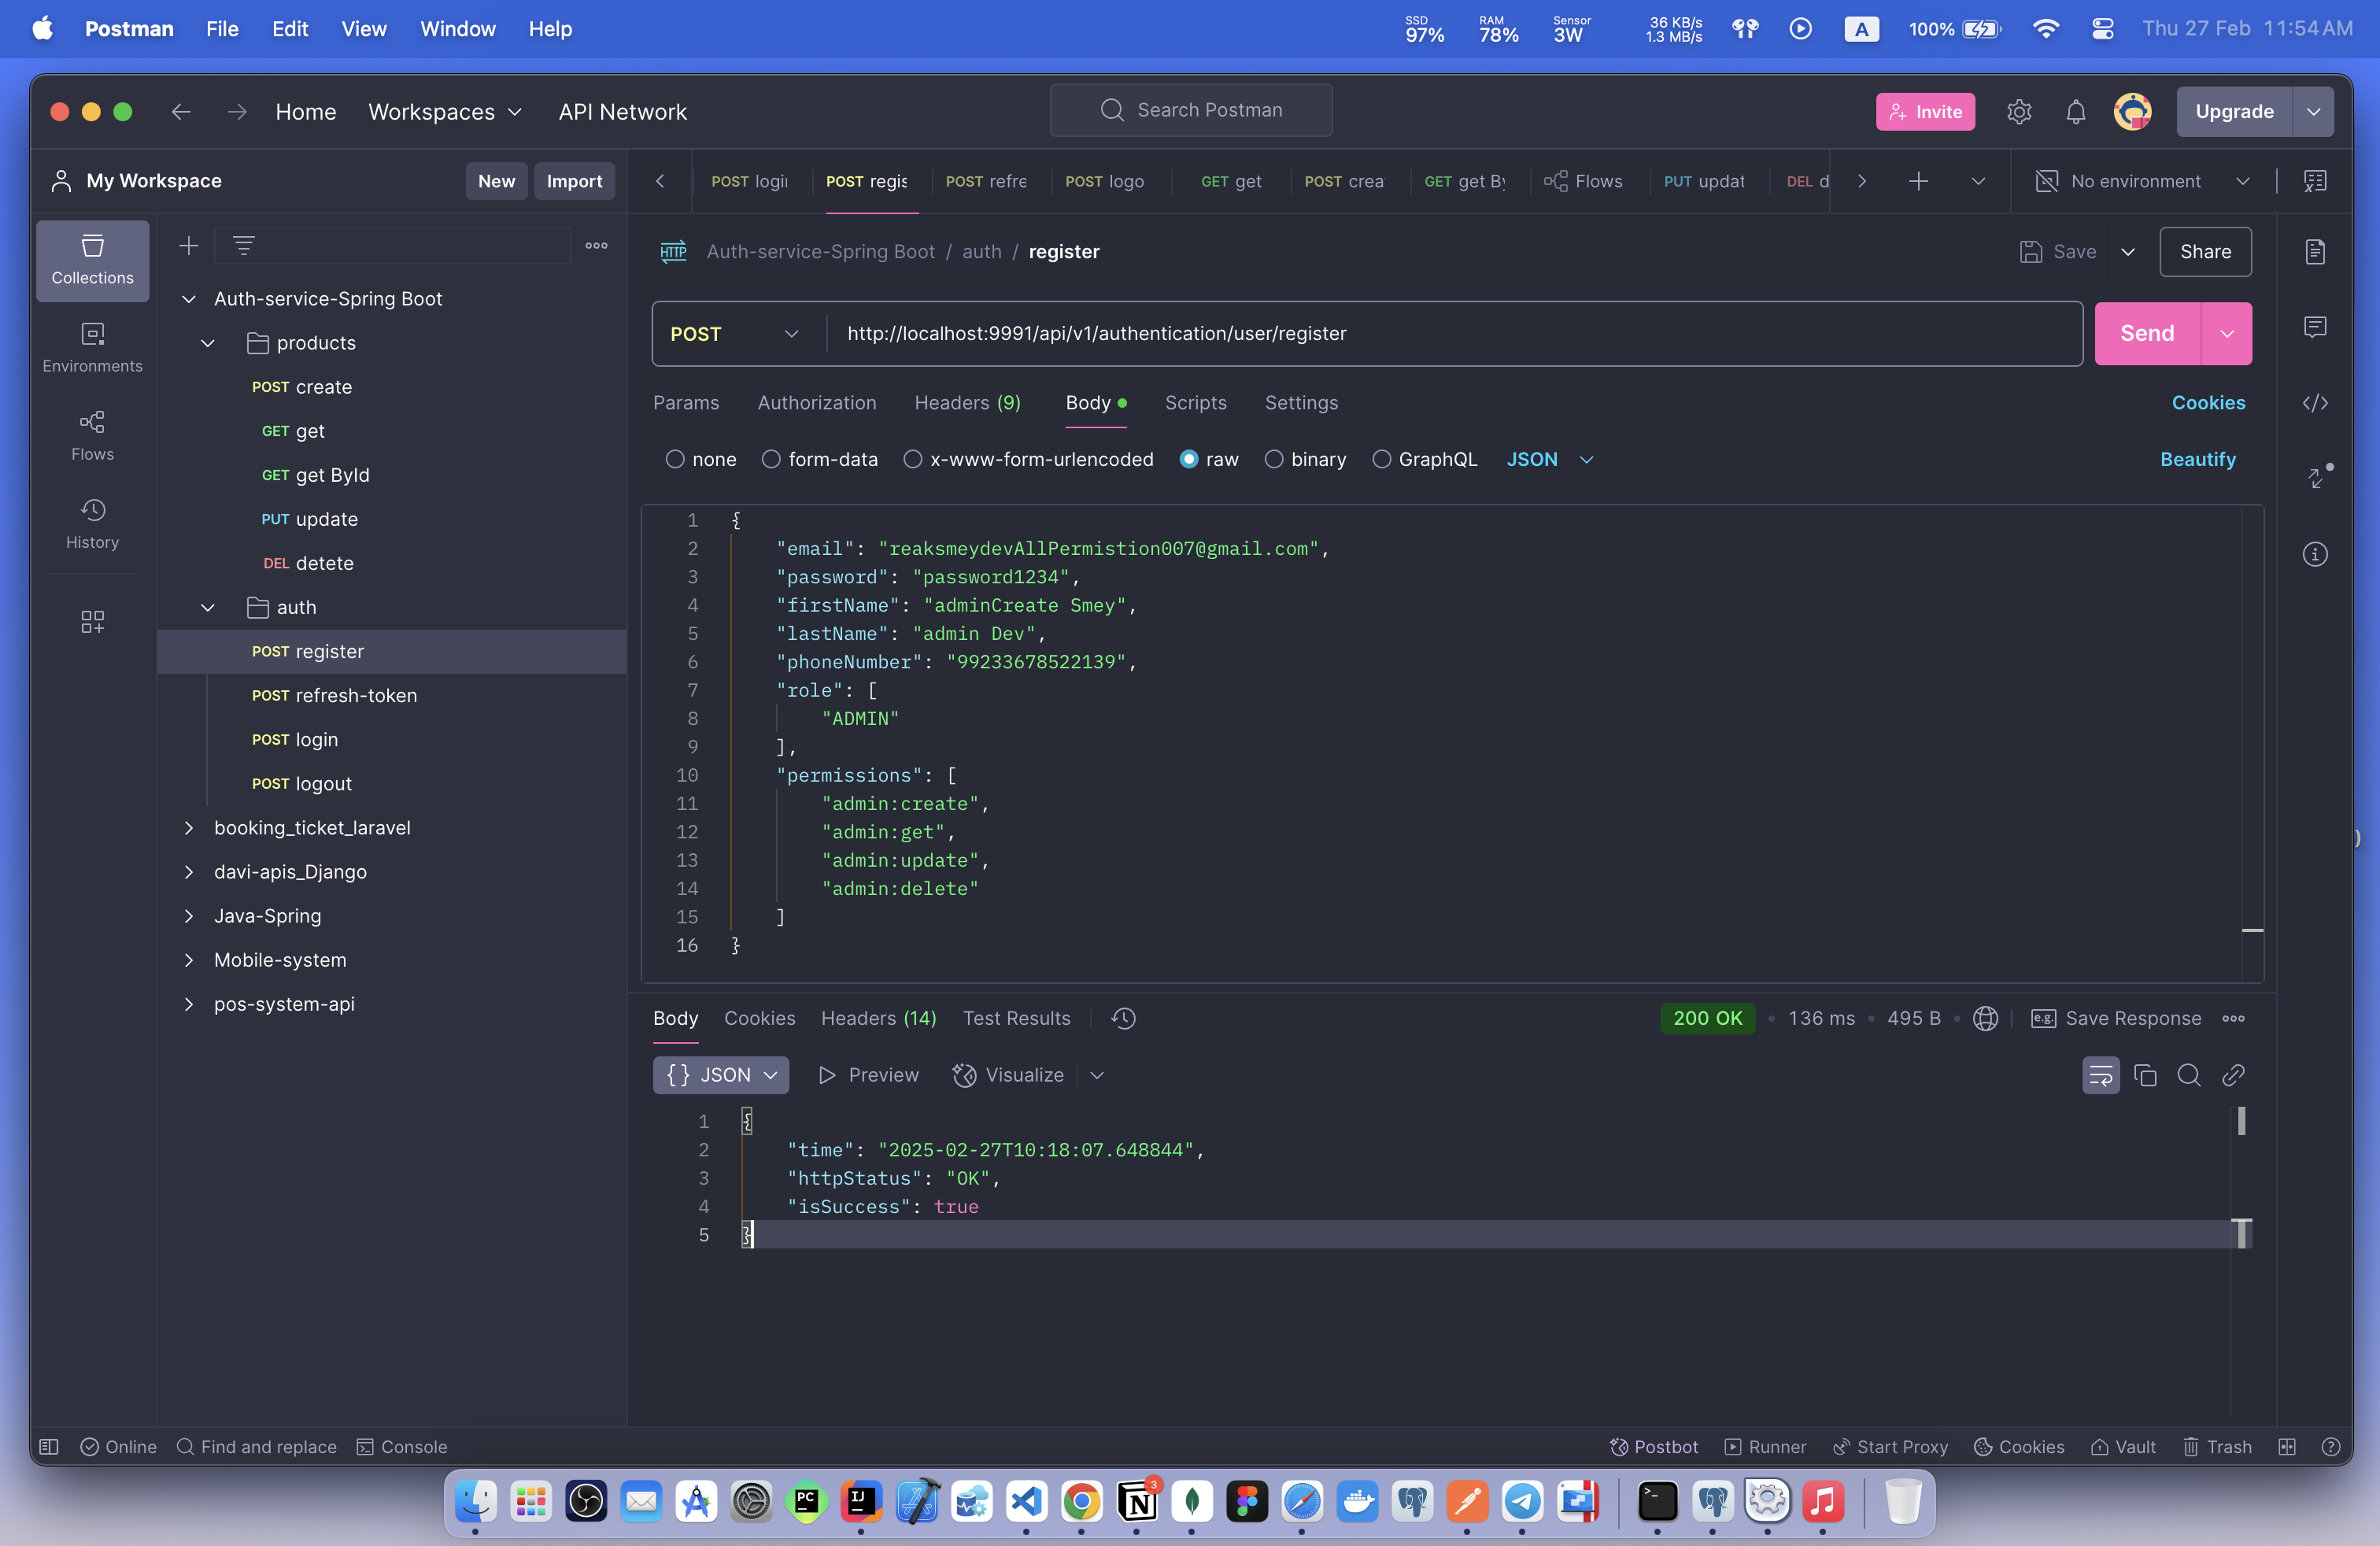 Postman File Edit View Window Help
SSD 97% RAM 78% Sensor 3W 36 KB/s 1.3 MB/s A 100% Thu 27 Feb 11:54 AM
Home Workspaces API Network Search Postman Invite Upgrade
My Workspace New Import
POST logi POST regis POST refre POST logo GET get POST crea GET get By Flows PUT updat DEL d No environment
Collections
Environments
Flows
History
Auth-service-Spring Boot
products
POST create
GET get
GET get ById
PUT update
DEL detete
auth
POST register
POST refresh-token
POST login
POST logout
booking_ticket_laravel
davi-apis_Django
Java-Spring
Mobile-system
pos-system-api
HTTP Auth-service-Spring Boot / auth / register Save Share
POST http://localhost:9991/api/v1/authentication/user/register Send
Params Authorization Headers (9) Body Scripts Settings Cookies
none form-data x-www-form-urlencoded raw binary GraphQL JSON Beautify
1 {
2 "email": "reaksmeydevAllPermistion007@gmail.com",
3 "password": "password1234",
4 "firstName": "adminCreate Smey",
5 "lastName": "admin Dev",
6 "phoneNumber": "99233678522139",
7 "role": [
8 "ADMIN"
9 ],
10 "permissions": [
11 "admin:create",
12 "admin:get",
13 "admin:update",
14 "admin:delete"
15 ]
16 }
Body Cookies Headers (14) Test Results 200 OK • 136 ms • 495 B • e.g. Save Response
{} JSON Preview Visualize
1 {
2 "time": "2025-02-27T10:18:07.648844",
3 "httpStatus": "OK",
4 "isSuccess": true
5 }
Online Find and replace Console Postbot Runner Start Proxy Cookies Vault Trash
PC IJ N 3